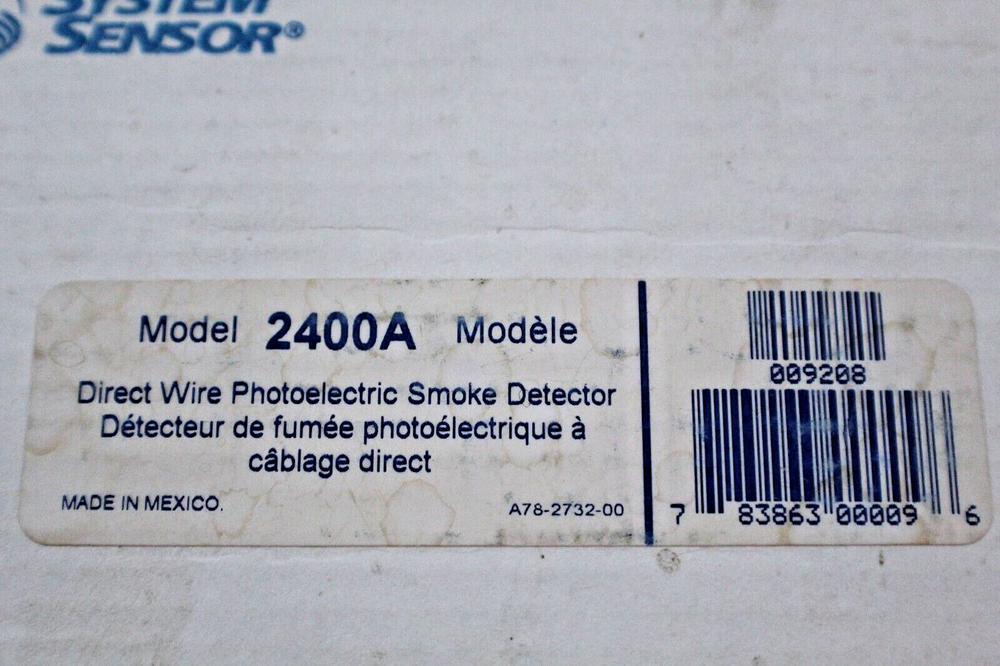 SYSTEM
SENSOR®
Model 2400A Modèle
Direct Wire Photoelectric Smoke Detector
Détecteur de fumée photoélectrique à
câblage direct
MADE IN MEXICO.
A78-2732-00
009208
7 83863 00009 6